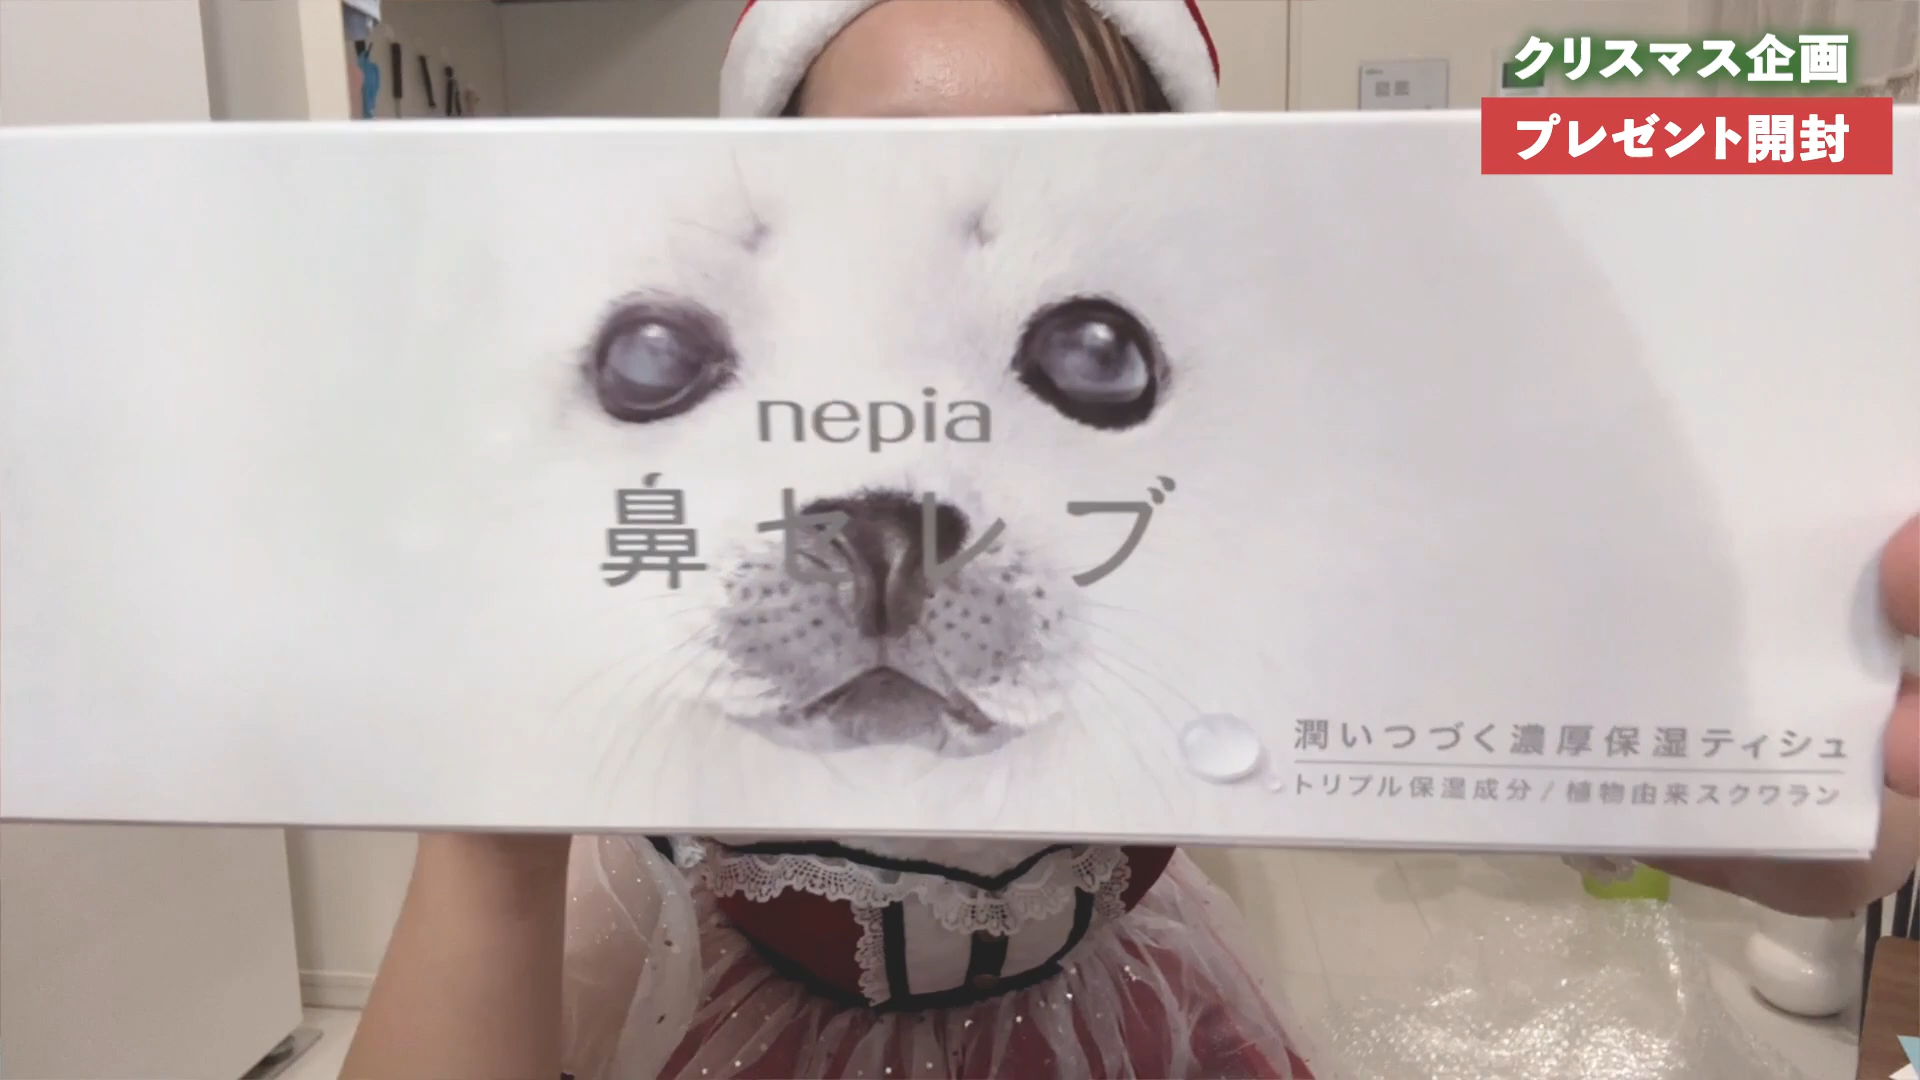 クリスマス企画
プレゼント開封
nepia
鼻セレブ
潤いつづく濃厚保湿ティシュ
トリプル保湿成分/植物由来スクワラン